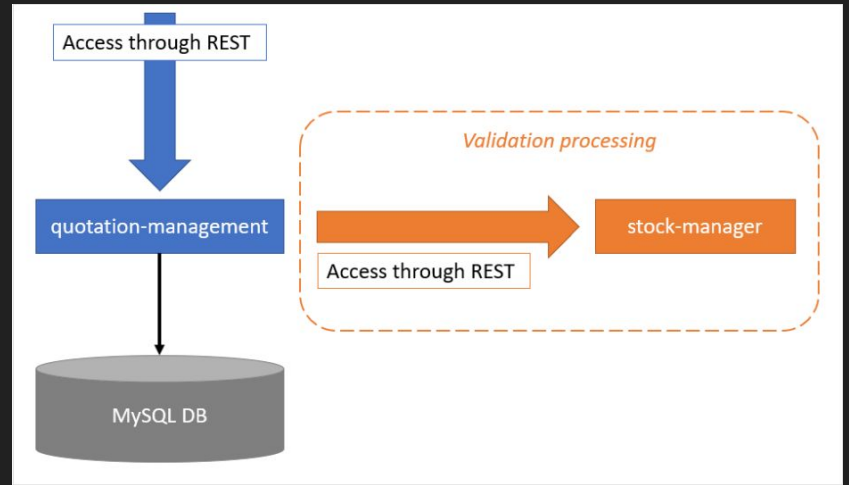 Access through REST
Validation processing
quotation-management
stock-manager
Access through REST
MySQL DB